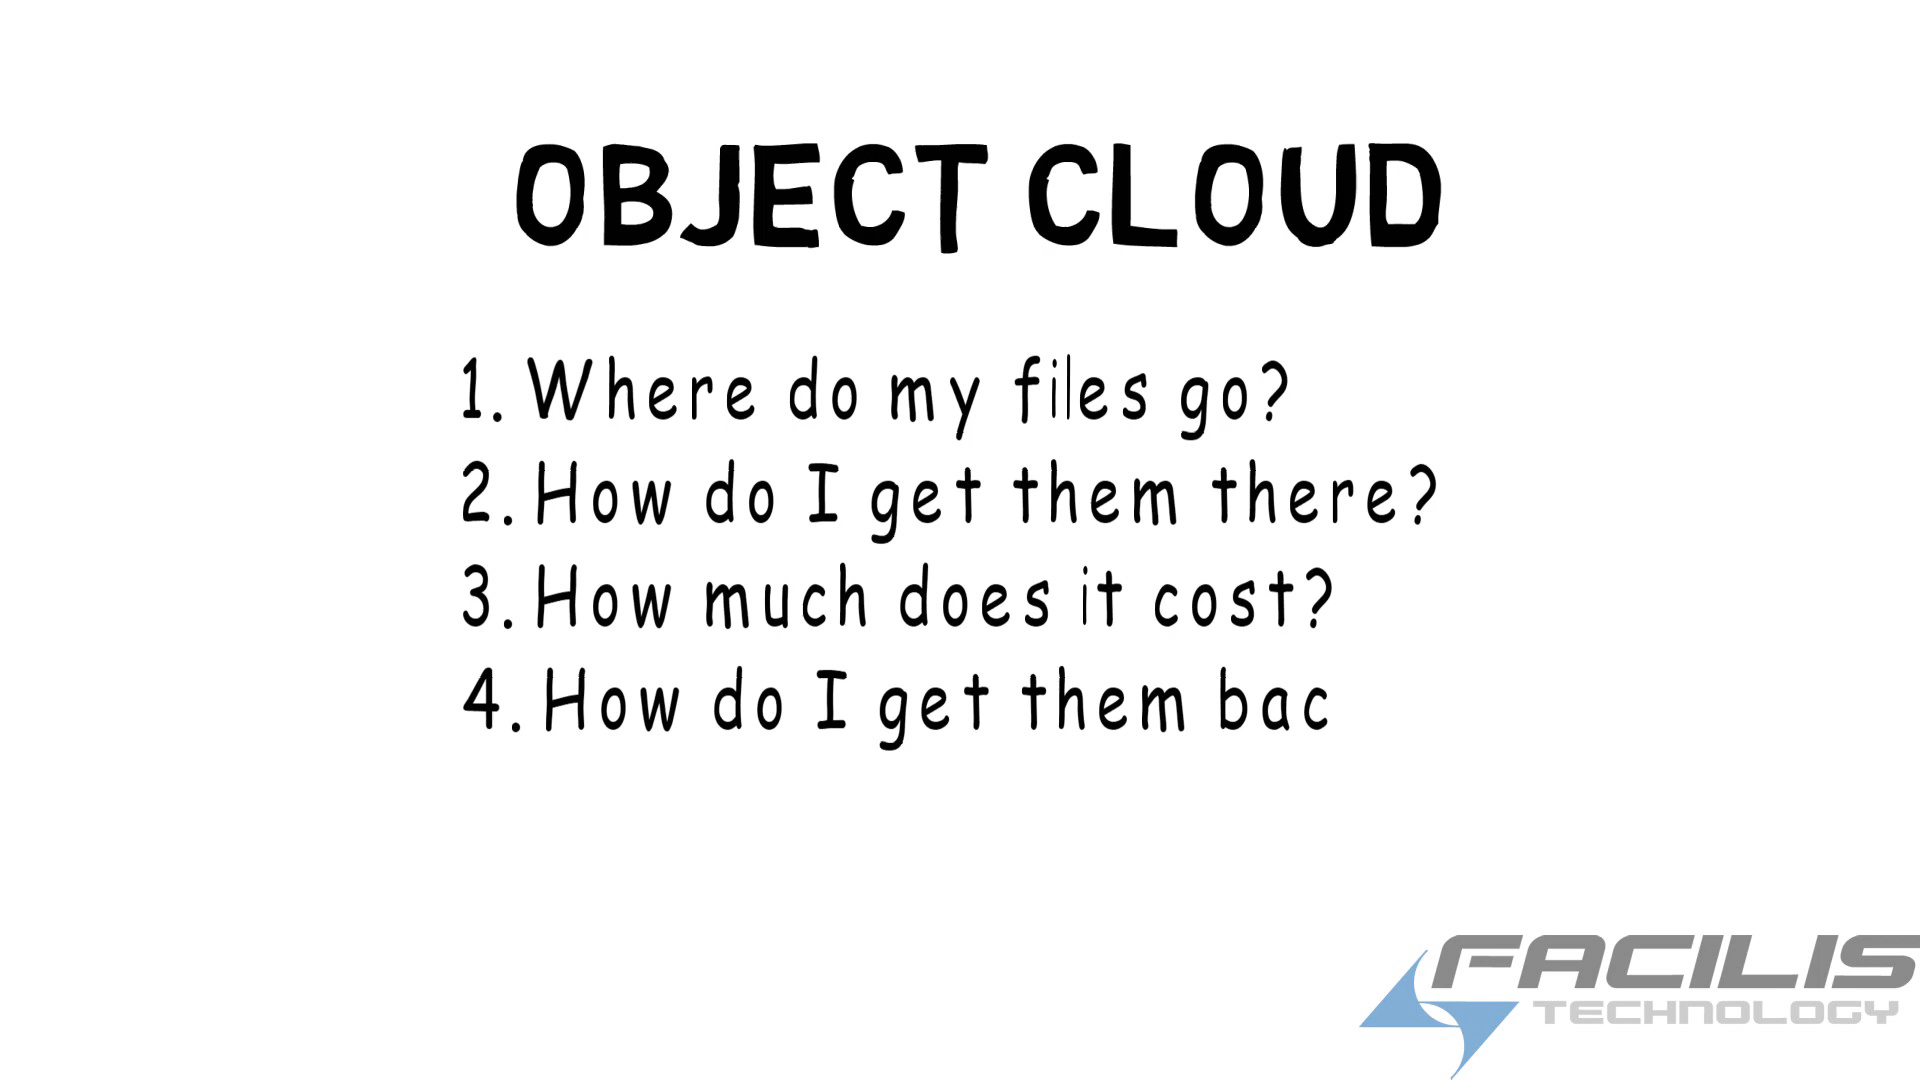 OBJECT CLOUD
1. Where do my files go?
2. How do I get them there?
3. How much does it cost?
4. How do I get them bac
FACILIS
TECHNOLOGY